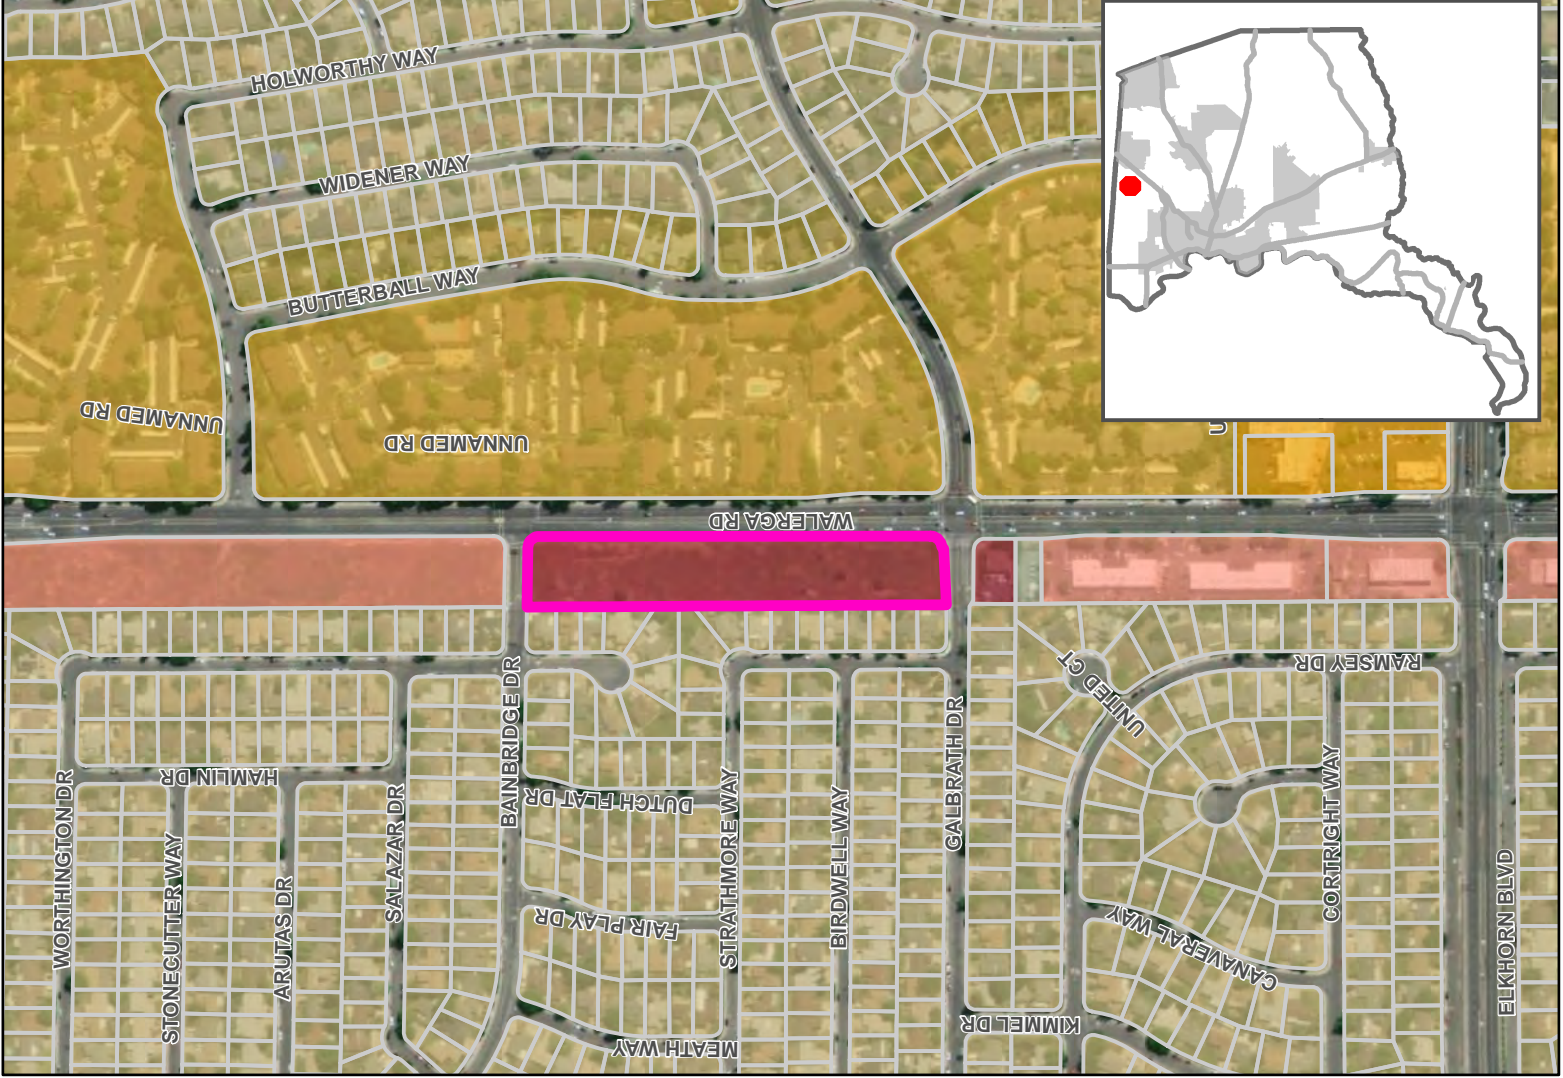 HOLWORTHY WAY
WIDENER WAY
BUTTERBALL WAY
UNNAMED RD
UNNAMED RD
U
WALERGA RD
UNITED CT
RAMSEY DR
BAINBRIDGE DR
GALBRATH DR
HAMLIN DR
DUTCH FLAT DR
WORTHINGTON DR
STONECUTTER WAY
ARUTAS DR
SALAZAR DR
STRATHMORE WAY
BIRDWELL WAY
CORTRIGHT WAY
FAIR PLAY DR
CANAVERAL WAY
ELKHORN BLVD
KIMMEL DR
MEATH WAY